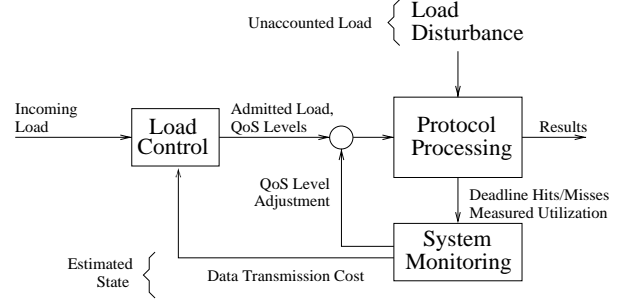 Unaccounted Load
Load
Disturbance
Incoming
Load
Load
Control
Admitted Load,
QoS Levels
Protocol
Processing
Results
QoS Level
Adjustment
Deadline Hits/Misses
Measured Utilization
System
Monitoring
Estimated
State
Data Transmission Cost